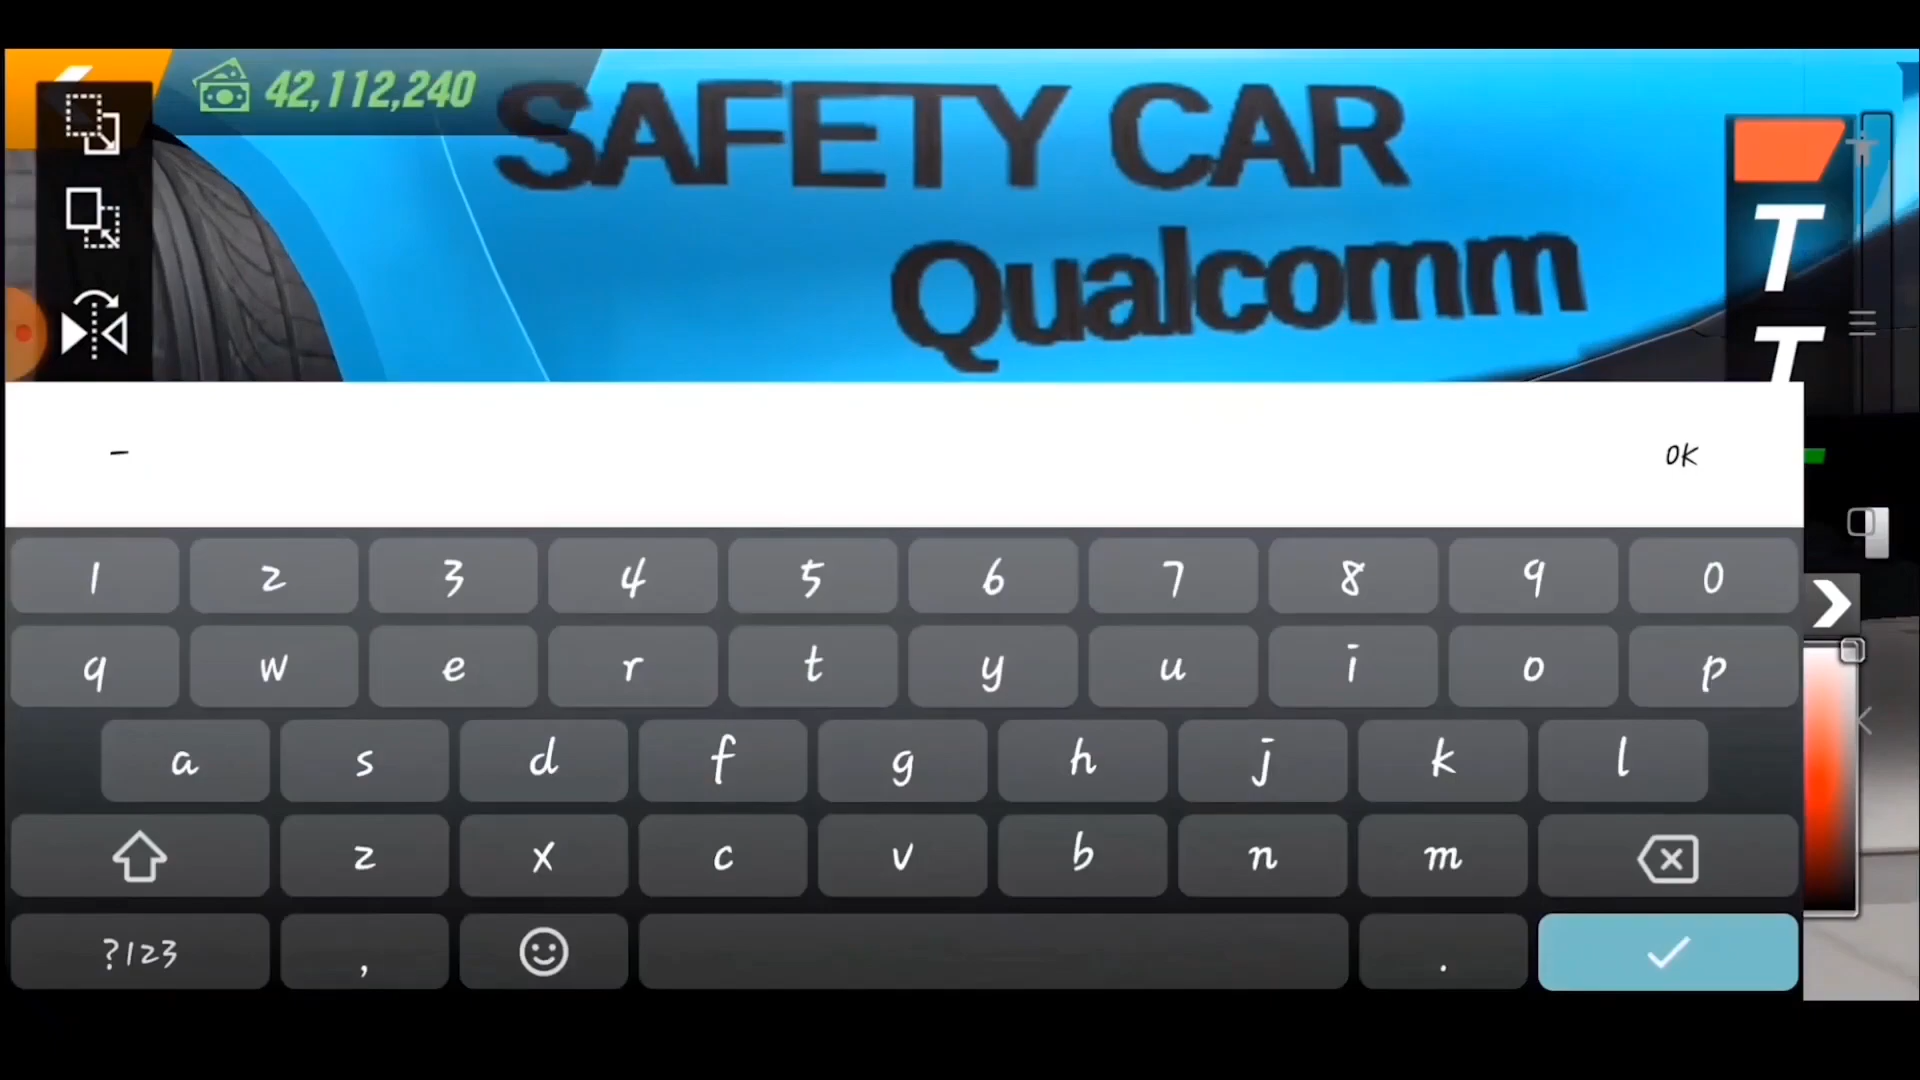 42,112,240
SAFETY CAR
Qualcomm
T
T
-
OK
1 2 3 4 5 6 7 8 9 0
q w e r t y u i o p
a s d f g h j k l
z x c v b n m
?123 , .